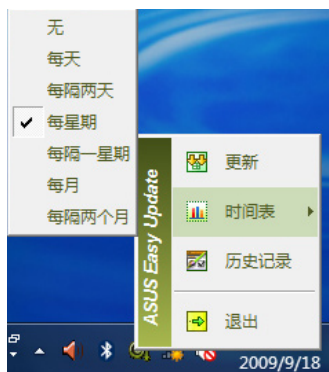 无
每天
每隔两天
每星期
每隔一星期
每月
每隔两个月
ASUS Easy Update
更新
时间表
历史记录
退出
2009/9/18